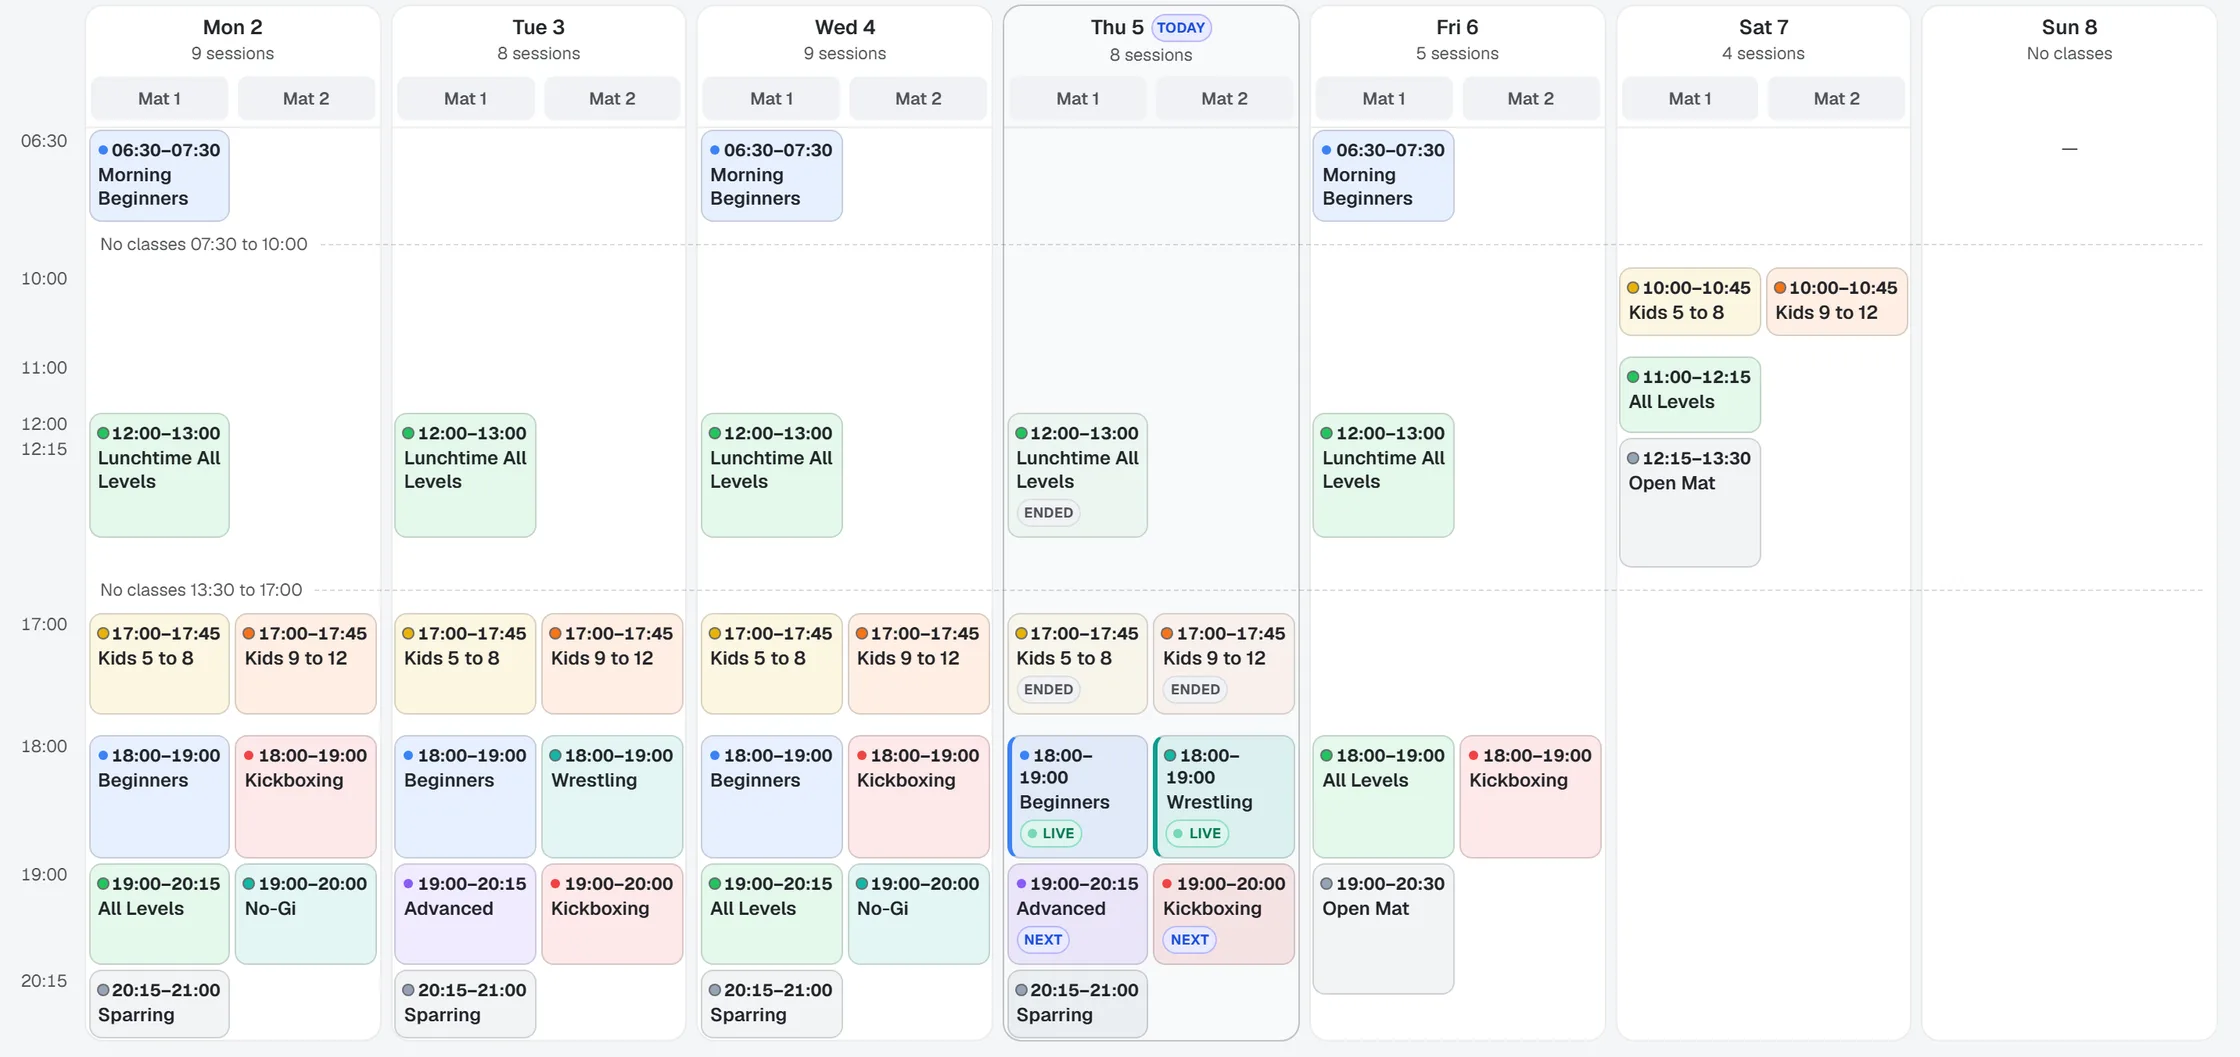 Mon 2
9 sessions
Mat 1
Mat 2
Tue 3
8 sessions
Mat 1
Mat 2
Wed 4
9 sessions
Mat 1
Mat 2
Thu 5 TODAY
8 sessions
Mat 1
Mat 2
Fri 6
5 sessions
Mat 1
Mat 2
Sat 7
4 sessions
Mat 1
Mat 2
Sun 8
No classes
06:30
06:30–07:30
Morning
Beginners
06:30–07:30
Morning
Beginners
06:30–07:30
Morning
Beginners
—
No classes 07:30 to 10:00
10:00
10:00–10:45
Kids 5 to 8
10:00–10:45
Kids 9 to 12
11:00
11:00–12:15
All Levels
12:00
12:00–13:00
Lunchtime All
Levels
12:00–13:00
Lunchtime All
Levels
12:00–13:00
Lunchtime All
Levels
12:00–13:00
Lunchtime All
Levels
ENDED
12:00–13:00
Lunchtime All
Levels
12:15
12:15–13:30
Open Mat
No classes 13:30 to 17:00
17:00
17:00–17:45
Kids 5 to 8
17:00–17:45
Kids 9 to 12
17:00–17:45
Kids 5 to 8
17:00–17:45
Kids 9 to 12
17:00–17:45
Kids 5 to 8
17:00–17:45
Kids 9 to 12
17:00–17:45
Kids 5 to 8
ENDED
17:00–17:45
Kids 9 to 12
ENDED
18:00
18:00–19:00
Beginners
18:00–19:00
Kickboxing
18:00–19:00
Beginners
18:00–19:00
Wrestling
18:00–19:00
Beginners
18:00–19:00
Kickboxing
18:00–
19:00
Beginners
LIVE
18:00–
19:00
Wrestling
LIVE
18:00–19:00
All Levels
18:00–19:00
Kickboxing
19:00
19:00–20:15
All Levels
19:00–20:00
No-Gi
19:00–20:15
Advanced
19:00–20:00
Kickboxing
19:00–20:15
All Levels
19:00–20:00
No-Gi
19:00–20:15
Advanced
NEXT
19:00–20:00
Kickboxing
NEXT
19:00–20:30
Open Mat
20:15
20:15–21:00
Sparring
20:15–21:00
Sparring
20:15–21:00
Sparring
20:15–21:00
Sparring